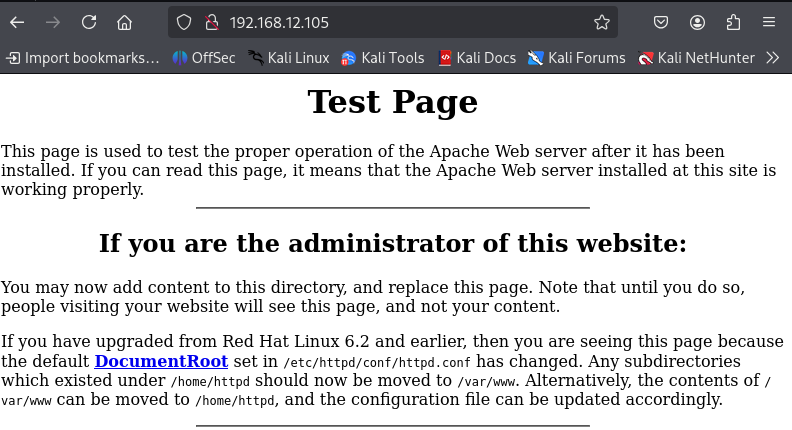 192.168.12.105
Import bookmarks… OffSec Kali Linux Kali Tools Kali Docs Kali Forums Kali NetHunter
Test Page
This page is used to test the proper operation of the Apache Web server after it has been
installed. If you can read this page, it means that the Apache Web server installed at this site is
working properly.
If you are the administrator of this website:
You may now add content to this directory, and replace this page. Note that until you do so,
people visiting your website will see this page, and not your content.
If you have upgraded from Red Hat Linux 6.2 and earlier, then you are seeing this page because
the default DocumentRoot set in /etc/httpd/conf/httpd.conf has changed. Any subdirectories
which existed under /home/httpd should now be moved to /var/www. Alternatively, the contents of /
var/www can be moved to /home/httpd, and the configuration file can be updated accordingly.